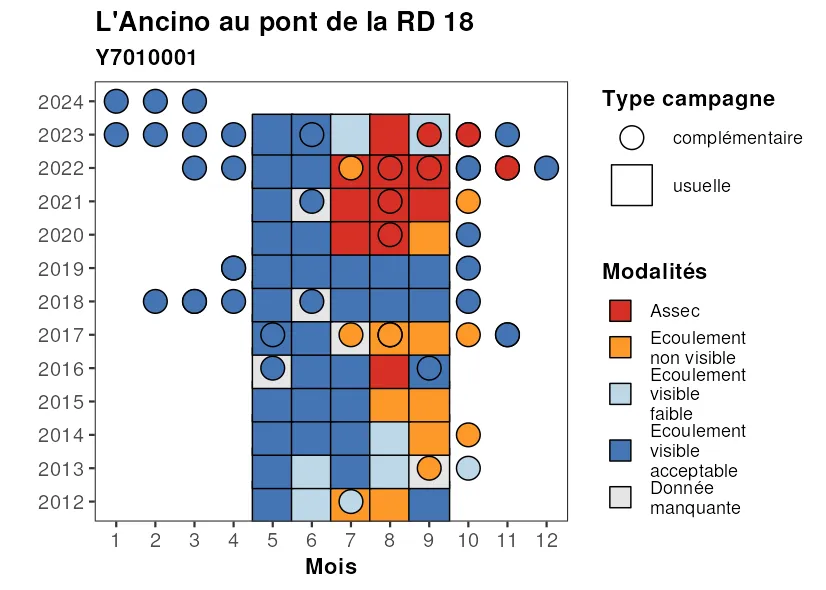 L'Ancino au pont de la RD 18
Y7010001
2024
2023
2022
2021
2020
2019
2018
2017
2016
2015
2014
2013
2012
1 2 3 4 5 6 7 8 9 10 11 12
Mois
Type campagne
complémentaire
usuelle
Modalités
Assec
Ecoulement
non visible
Ecoulement
visible
faible
Ecoulement
visible
acceptable
Donnée
manquante